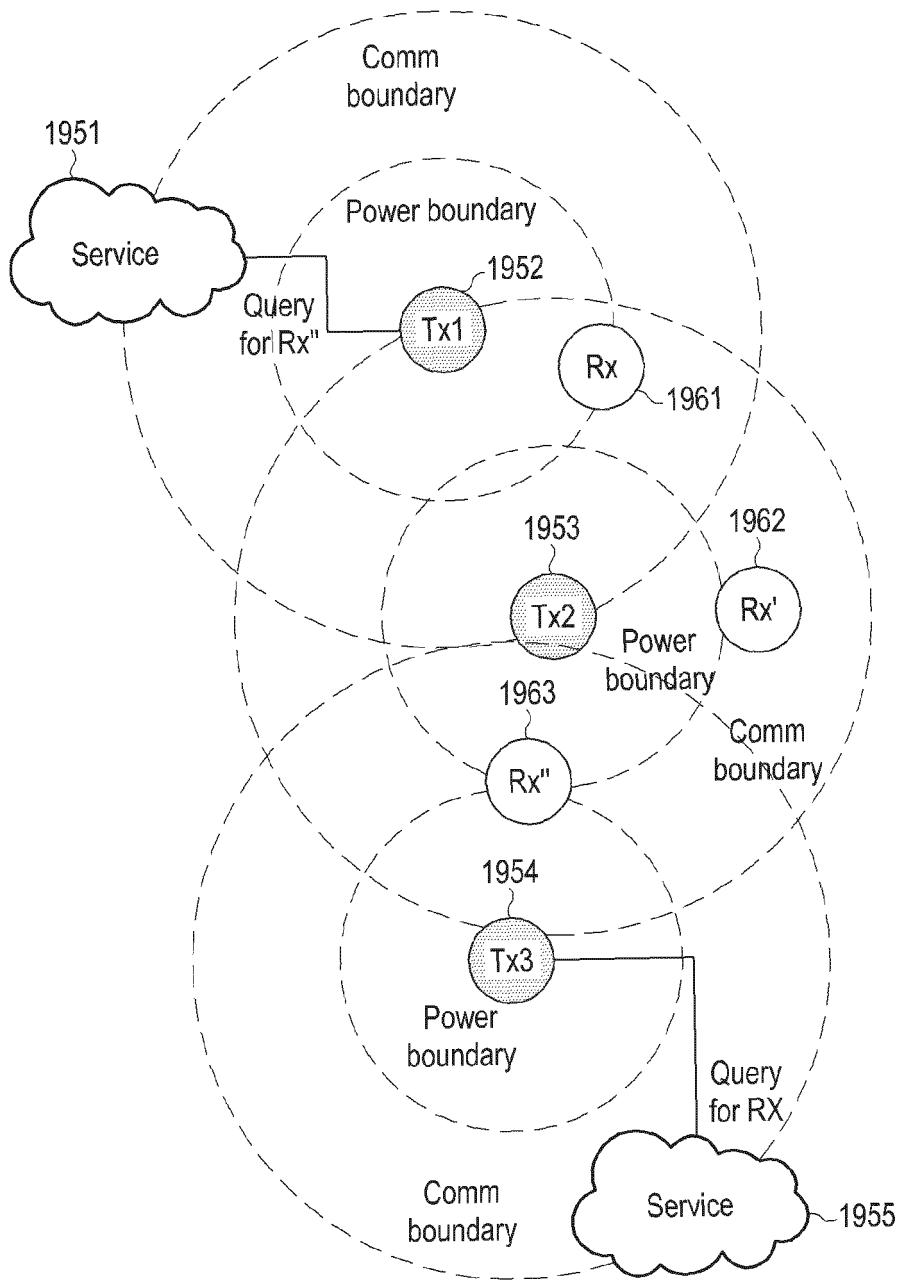 Comm
boundary
1951
Power boundary
Service
1952
Query
for Rx"
Tx1
Rx
1961
1953
1962
Tx2
Rx'
Power
boundary
1963
Comm
boundary
Rx"
1954
Tx3
Power
boundary
Query
for RX
Comm
boundary
Service
1955